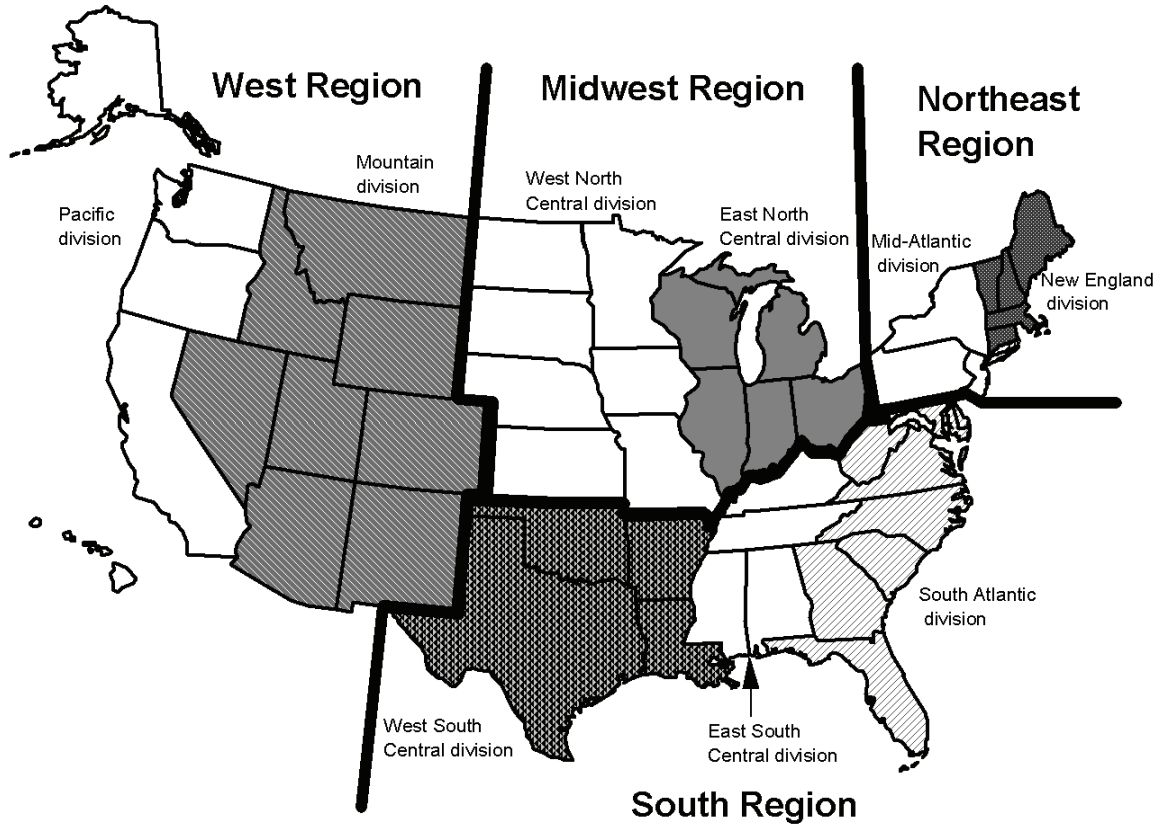 West Region
Midwest Region
Northeast
Region
Mountain
division
West North
Central division
Pacific
division
East North
Central division
Mid-Atlantic
division
New England
division
South Atlantic
division
West South
Central division
East South
Central division
South Region